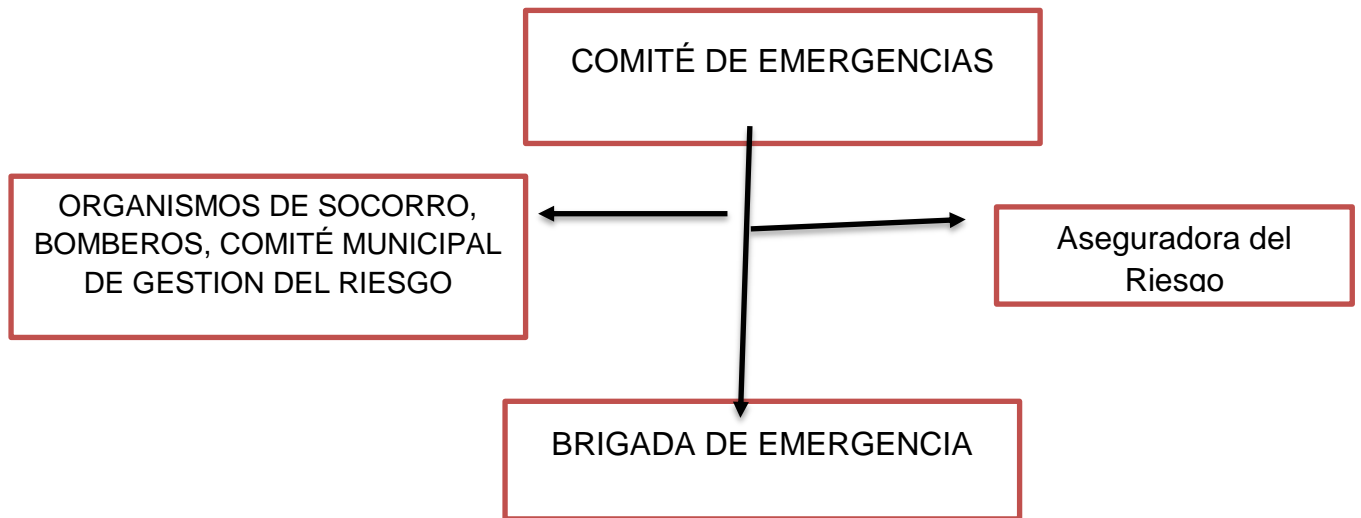 COMITÉ DE EMERGENCIAS
ORGANISMOS DE SOCORRO,
BOMBEROS, COMITÉ MUNICIPAL
DE GESTION DEL RIESGO
Aseguradora del
Riesgo
BRIGADA DE EMERGENCIA